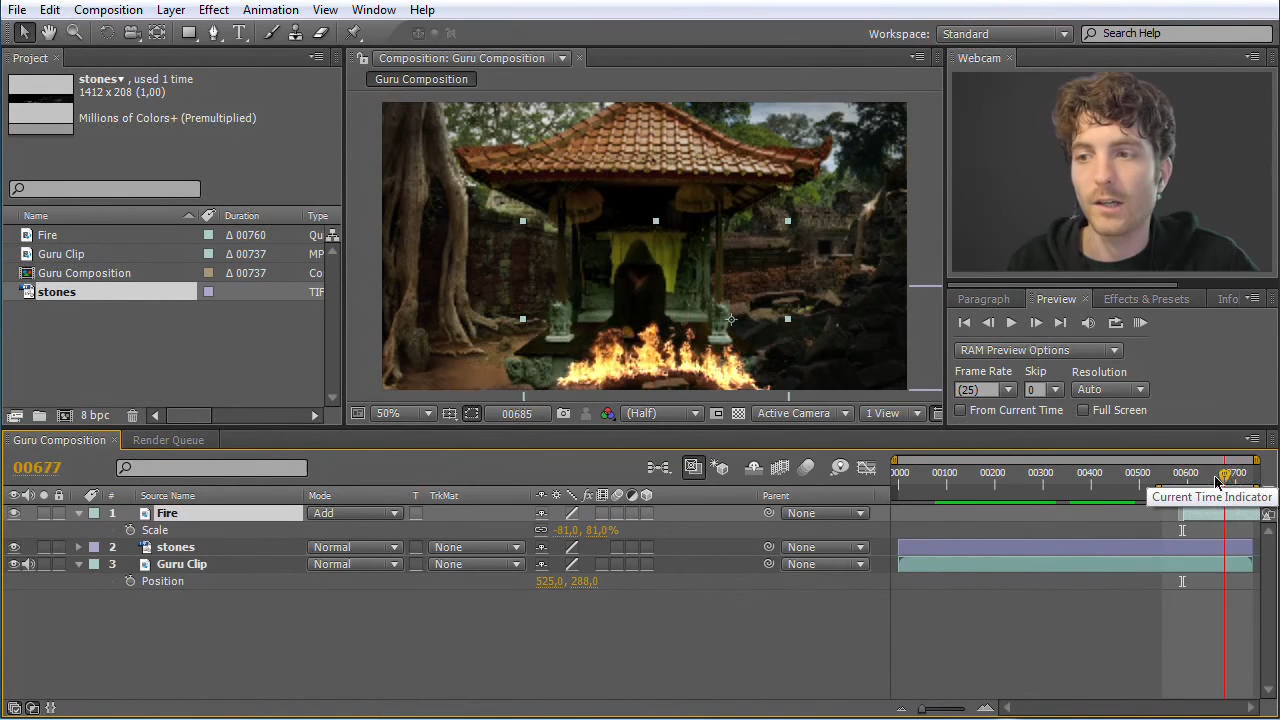 File Edit Composition Layer Effect Animation View Window Help
Workspace: Standard Search Help
Project
stones▾ , used 1 time
1412 x 208 (1,00)
Millions of Colors+ (Premultiplied)
Name Duration Type
Fire Δ 00760 Qu
Guru Clip Δ 00737 MP
Guru Composition Δ 00737 Co
stones TIF
8 bpc
Composition: Guru Composition
Guru Composition
50% 00685 (Half) Active Camera 1 View
Webcam
Paragraph Preview Effects & Presets Info
RAM Preview Options
Frame Rate Skip Resolution
(25) 0 Auto
From Current Time Full Screen
Guru Composition Render Queue
00677
0000 00100 00200 00300 00400 00500 00600 00700
Current Time Indicator
# Source Name Mode T TrkMat Parent
1 Fire Add None
Scale -81,0, 81,0%
2 stones Normal None None
3 Guru Clip Normal None None
Position 525,0, 288,0